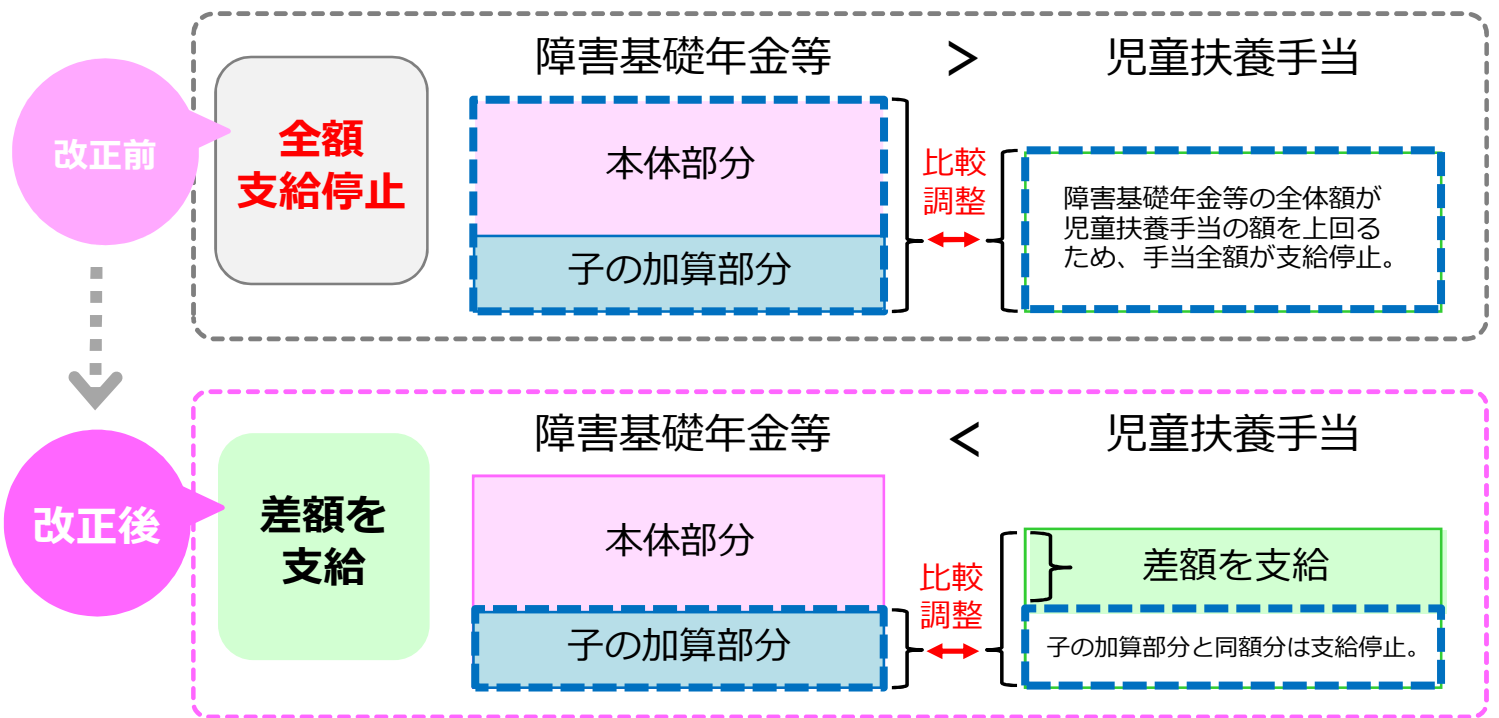 障害基礎年金等 > 児童扶養手当
改正前
全額
支給停止
本体部分
子の加算部分
比較
調整
障害基礎年金等の全体額が
児童扶養手当の額を上回る
ため、手当全額が支給停止。
障害基礎年金等 < 児童扶養手当
改正後
差額を
支給
本体部分
子の加算部分
比較
調整
差額を支給
子の加算部分と同額分は支給停止。